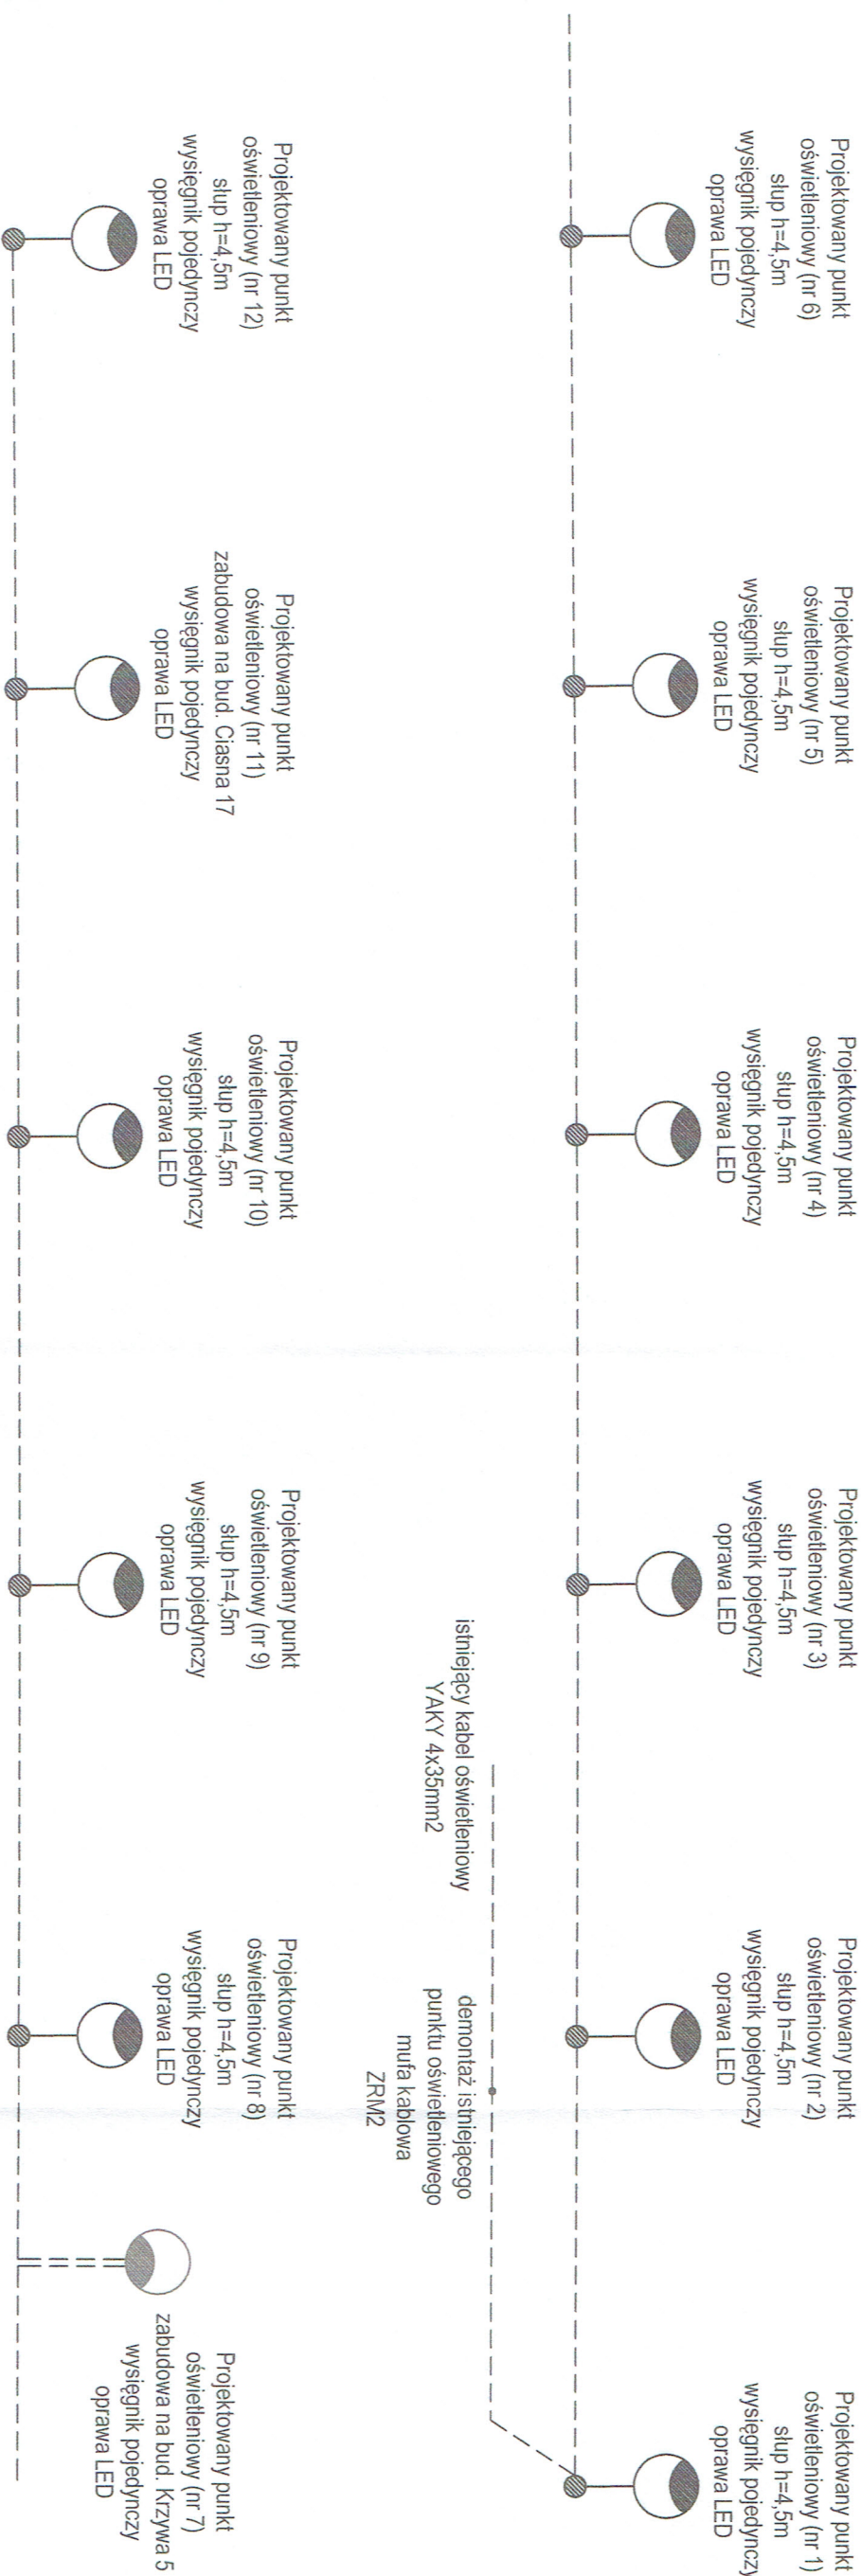 Projektowany punkt
oświetleniowy (nr 6)
słup h=4,5m
wysięgnik pojedynczy
oprawa LED
Projektowany punkt
oświetleniowy (nr 5)
słup h=4,5m
wysięgnik pojedynczy
oprawa LED
Projektowany punkt
oświetleniowy (nr 4)
słup h=4,5m
wysięgnik pojedynczy
oprawa LED
Projektowany punkt
oświetleniowy (nr 3)
słup h=4,5m
wysięgnik pojedynczy
oprawa LED
Projektowany punkt
oświetleniowy (nr 2)
słup h=4,5m
wysięgnik pojedynczy
oprawa LED
Projektowany punkt
oświetleniowy (nr 1)
słup h=4,5m
wysięgnik pojedynczy
oprawa LED
istniejący kabel oświetleniowy
YAKY 4x35mm2
demontaż istniejącego
punktu oświetleniowego
mufa kablowa
ZRM2
Projektowany punkt
oświetleniowy (nr 12)
słup h=4,5m
wysięgnik pojedynczy
oprawa LED
Projektowany punkt
oświetleniowy (nr 11)
zabudowa na bud. Ciasna 17
wysięgnik pojedynczy
oprawa LED
Projektowany punkt
oświetleniowy (nr 10)
słup h=4,5m
wysięgnik pojedynczy
oprawa LED
Projektowany punkt
oświetleniowy (nr 9)
słup h=4,5m
wysięgnik pojedynczy
oprawa LED
Projektowany punkt
oświetleniowy (nr 8)
słup h=4,5m
wysięgnik pojedynczy
oprawa LED
Projektowany punkt
oświetleniowy (nr 7)
zabudowa na bud. Krzywa 5
wysięgnik pojedynczy
oprawa LED